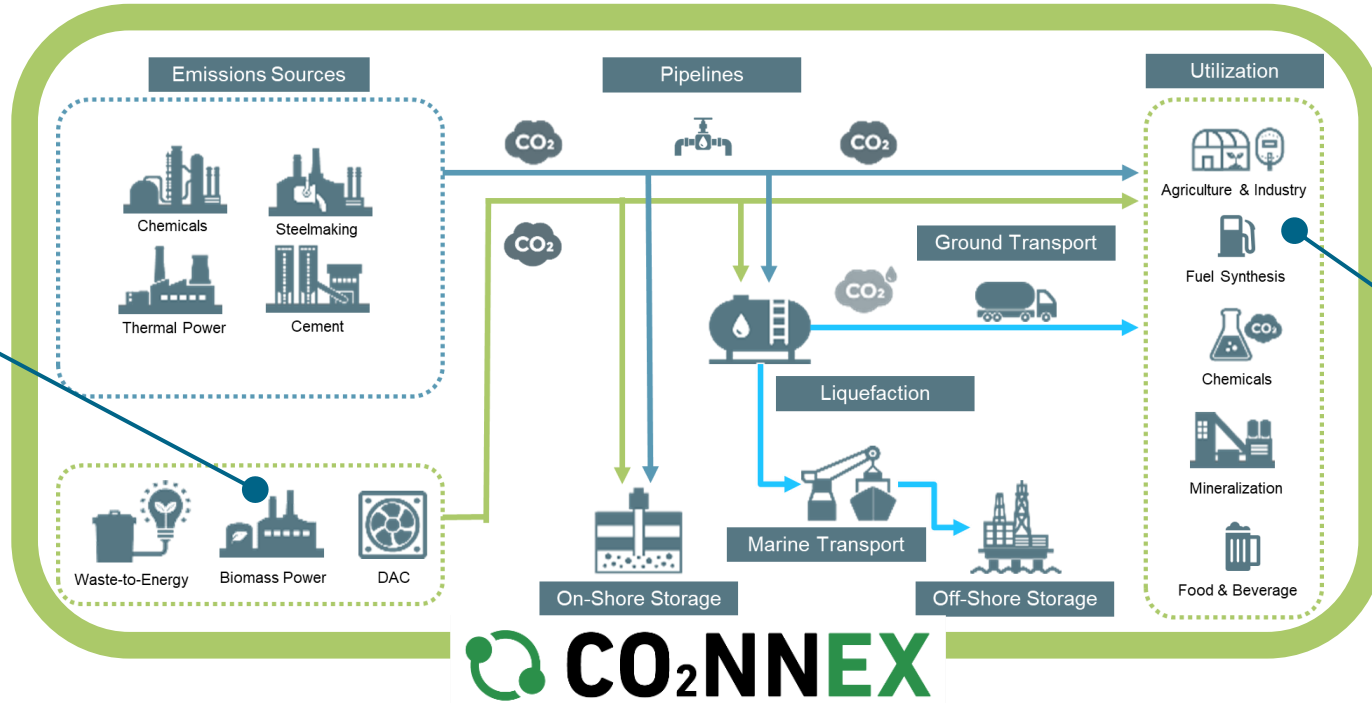 Emissions Sources
Pipelines
Utilization
CO₂
CO₂
Chemicals
Steelmaking
Thermal Power
Cement
CO₂
Agriculture & Industry
Ground Transport
CO₂
Fuel Synthesis
CO₂
Chemicals
Liquefaction
Mineralization
Marine Transport
Waste-to-Energy
Biomass Power
DAC
On-Shore Storage
Off-Shore Storage
Food & Beverage
CO₂NNEX